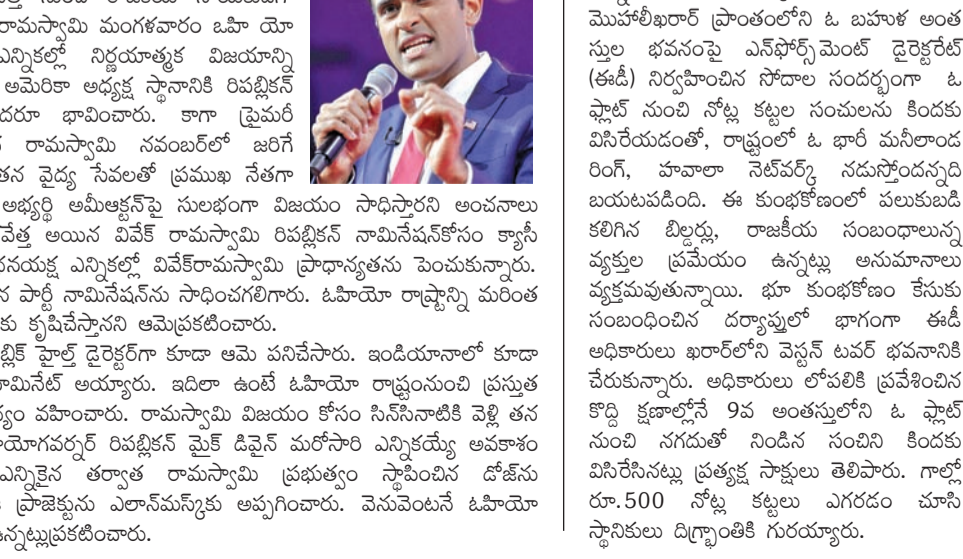 రామస్వామి మంగళవారం ఒహి యో
ఎన్నికల్లో నిర్ణయాత్మక విజయాన్ని
అమెరికా అధ్యక్ష స్థానానికి రిపబ్లికన్
దరూ భావించారు. కాగా ప్రైమరీ
రామస్వామి నవంబర్‌లో జరిగే
తన వైద్య సేవలతో ప్రముఖ నేతగా
అభ్యర్థి అమీఆక్టన్‌పై సులభంగా విజయం సాధిస్తారని అంచనాలు
వేత్త అయిన వివేక్ రామస్వామి రిపబ్లికన్ నామినేషన్‌కోసం క్యాసీ
నయక్ష ఎన్నికల్లో వివేక్‌రామస్వామి ప్రాధాన్యతను పెంచుకున్నారు.
న పార్టీ నామినేషన్‌ను సాధించగలిగారు. ఓహియో రాష్ట్రాన్ని మరింత
కు కృషిచేస్తానని ఆమెప్రకటించారు.
బ్లిక్ హెల్త్ డైరెక్టర్‌గా కూడా ఆమె పనిచేసారు. ఇండియానాలో కూడా
ామినేట్ అయ్యారు. ఇదిలా ఉంటే ఓహియో రాష్ట్రంనుంచి ప్రస్తుత
్యం వహించారు. రామస్వామి విజయం కోసం సిన్‌సినాటికి వెళ్లి తన
యోగవర్నర్ రిపబ్లికన్ మైక్ డివైన్ మరోసారి ఎన్నికయ్యే అవకాశం
ఎన్నికైన తర్వాత రామస్వామి ప్రభుత్వం స్థాపించిన డోజ్‌ను
ప్రాజెక్టును ఎలాన్‌మస్క్‌కు అప్పగించారు. వెనువెంటనే ఓహియో
ఉన్నట్లుప్రకటించారు.
మొహాలీఖరార్ ప్రాంతంలోని ఓ బహుళ అంత
స్తుల భవనంపై ఎన్‌ఫోర్స్‌మెంట్ డైరెక్టరేట్
(ఈడీ) నిర్వహించిన సోదాల సందర్భంగా ఓ
ఫ్లాట్ నుంచి నోట్ల కట్టల సంచులను కిందకు
విసిరేయడంతో, రాష్ట్రంలో ఓ భారీ మనీలాండ
రింగ్, హవాలా నెట్‌వర్క్ నడుస్తోందన్నది
బయటపడింది. ఈ కుంభకోణంలో పలుకుబడి
కలిగిన బిల్డర్లు, రాజకీయ సంబంధాలున్న
వ్యక్తుల ప్రమేయం ఉన్నట్లు అనుమానాలు
వ్యక్తమవుతున్నాయి. భూ కుంభకోణం కేసుకు
సంబంధించిన దర్యాప్తులో భాగంగా ఈడీ
అధికారులు ఖరార్‌లోని వెస్టన్ టవర్ భవనానికి
చేరుకున్నారు. అధికారులు లోపలికి ప్రవేశించిన
కొద్ది క్షణాల్లోనే 9వ అంతస్తులోని ఓ ఫ్లాట్
నుంచి నగదుతో నిండిన సంచిని కిందకు
విసిరేసినట్లు ప్రత్యక్ష సాక్షులు తెలిపారు. గాల్లో
రూ.500 నోట్ల కట్టలు ఎగరడం చూసి
స్థానికులు దిగ్భ్రాంతికి గురయ్యారు.